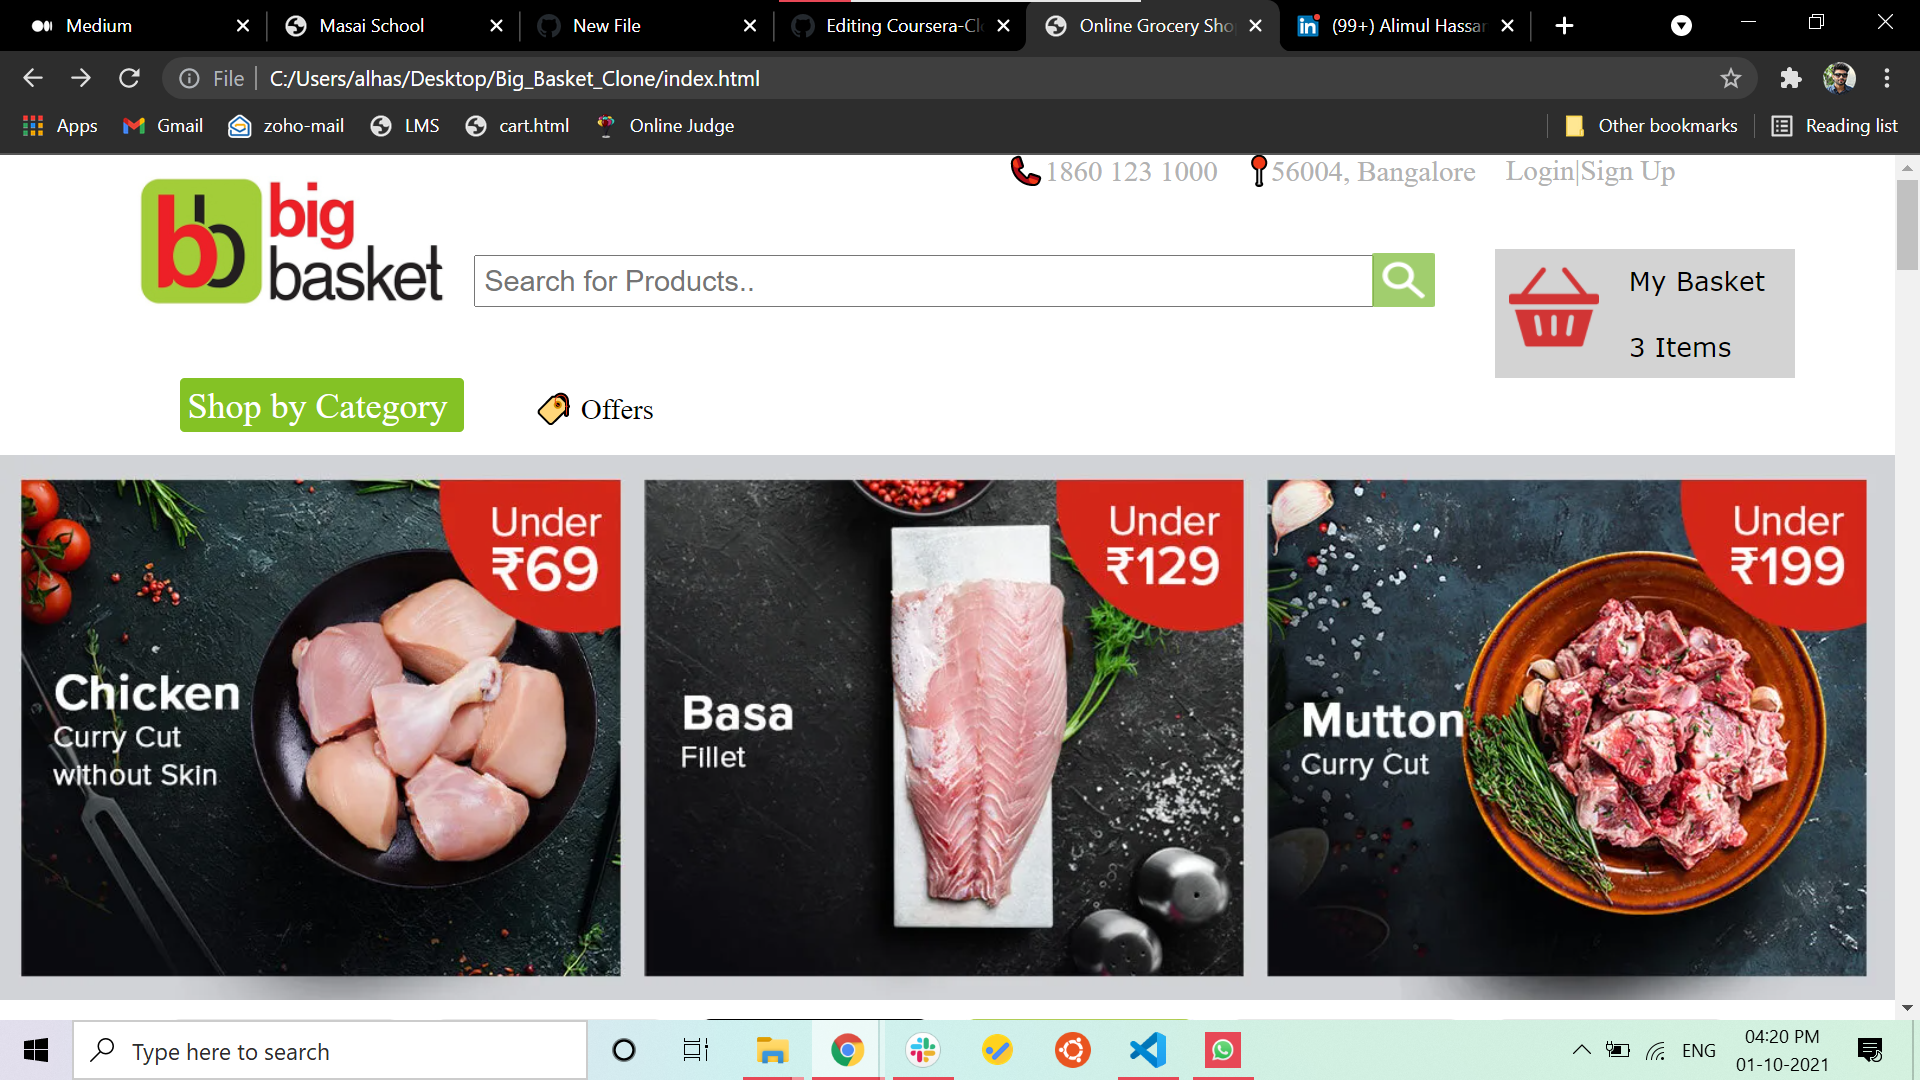 Medium
Masai School
New File
Editing Coursera-Cl
Online Grocery Sho
(99+) Alimul Hassan
File
C:/Users/alhas/Desktop/Big_Basket_Clone/index.html
Apps
Gmail
zoho-mail
LMS
cart.html
Online Judge
Other bookmarks
Reading list
1860 123 1000
56004, Bangalore
Login|Sign Up
bb
big
basket
Search for Products..
My Basket
3 Items
Shop by Category
Offers
Under
₹69
Chicken
Curry Cut
without Skin
Under
₹129
Basa
Fillet
Under
₹199
Mutton
Curry Cut
Type here to search
ENG
04:20 PM
01-10-2021